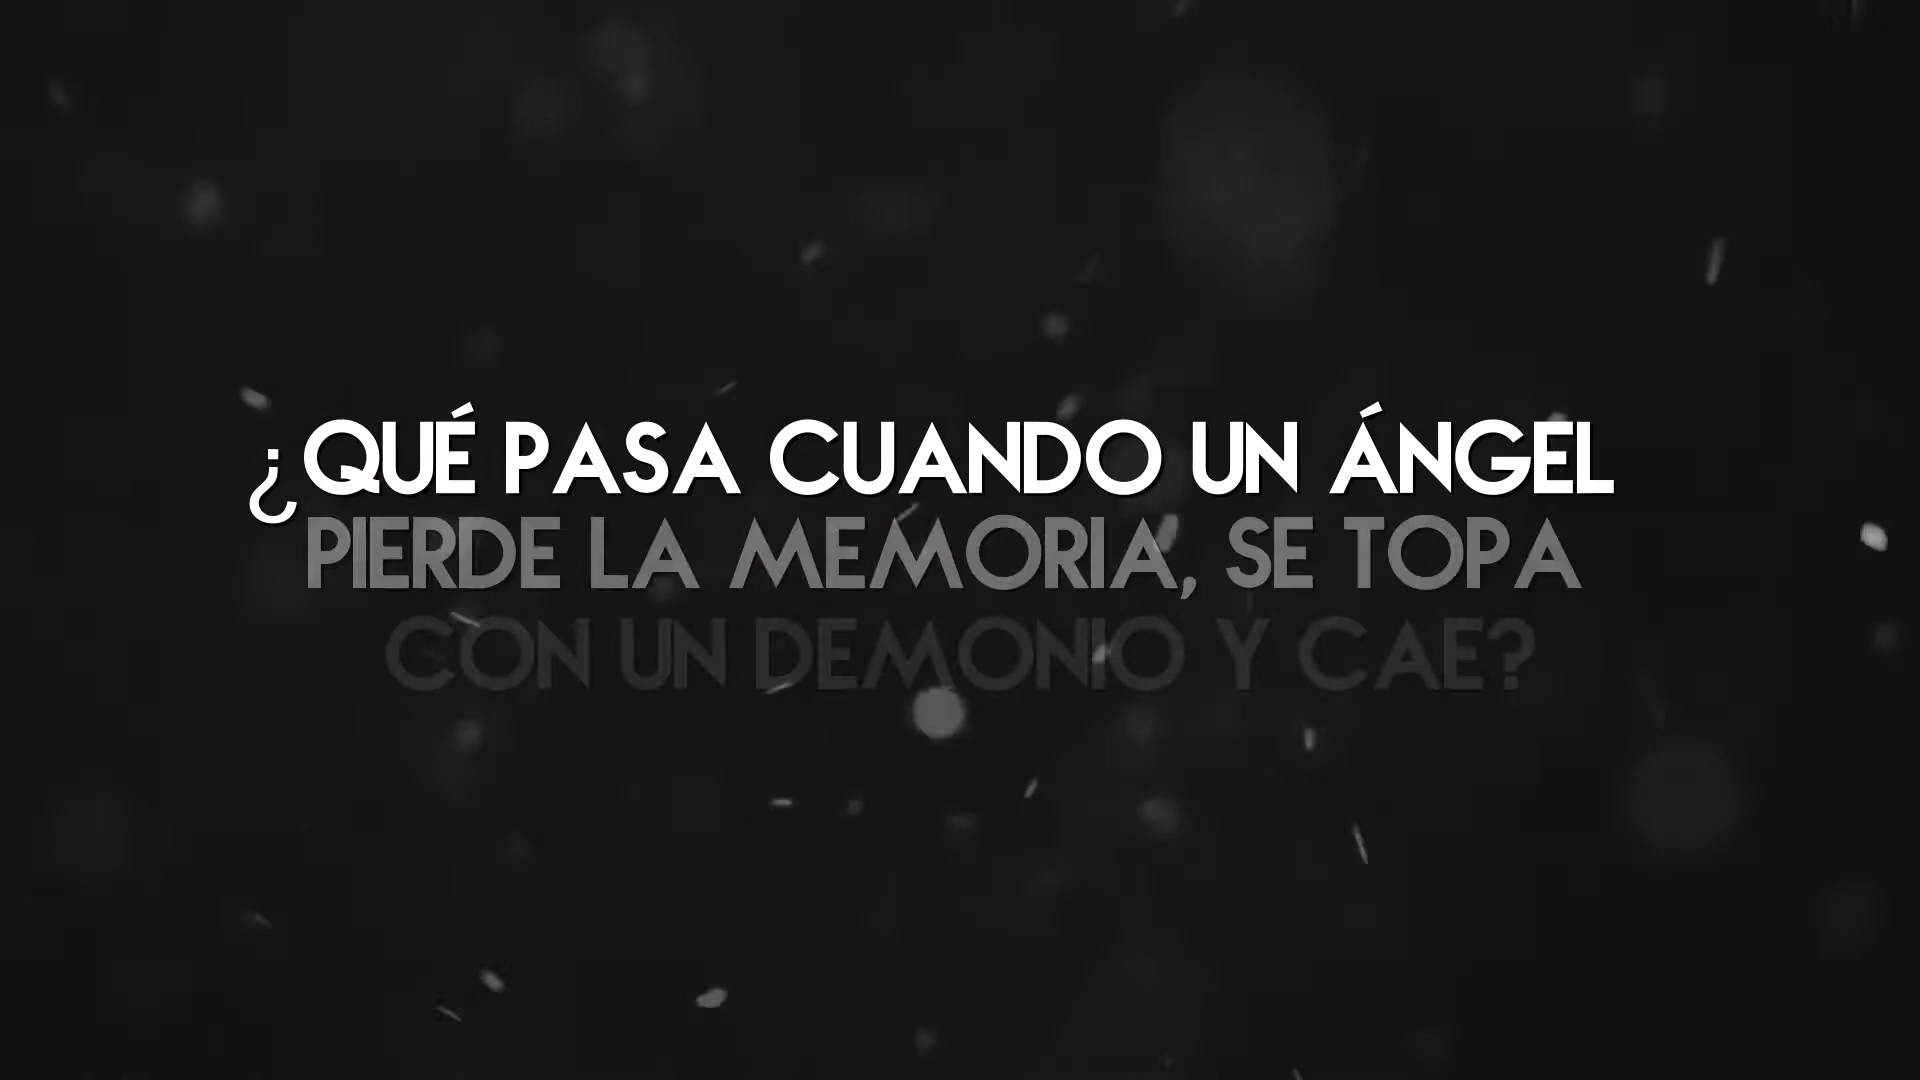 ¿QUÉ PASA CUANDO UN ÁNGEL
PIERDE LA MEMORIA, SE TOPA
CON UN DEMONIO Y CAE?